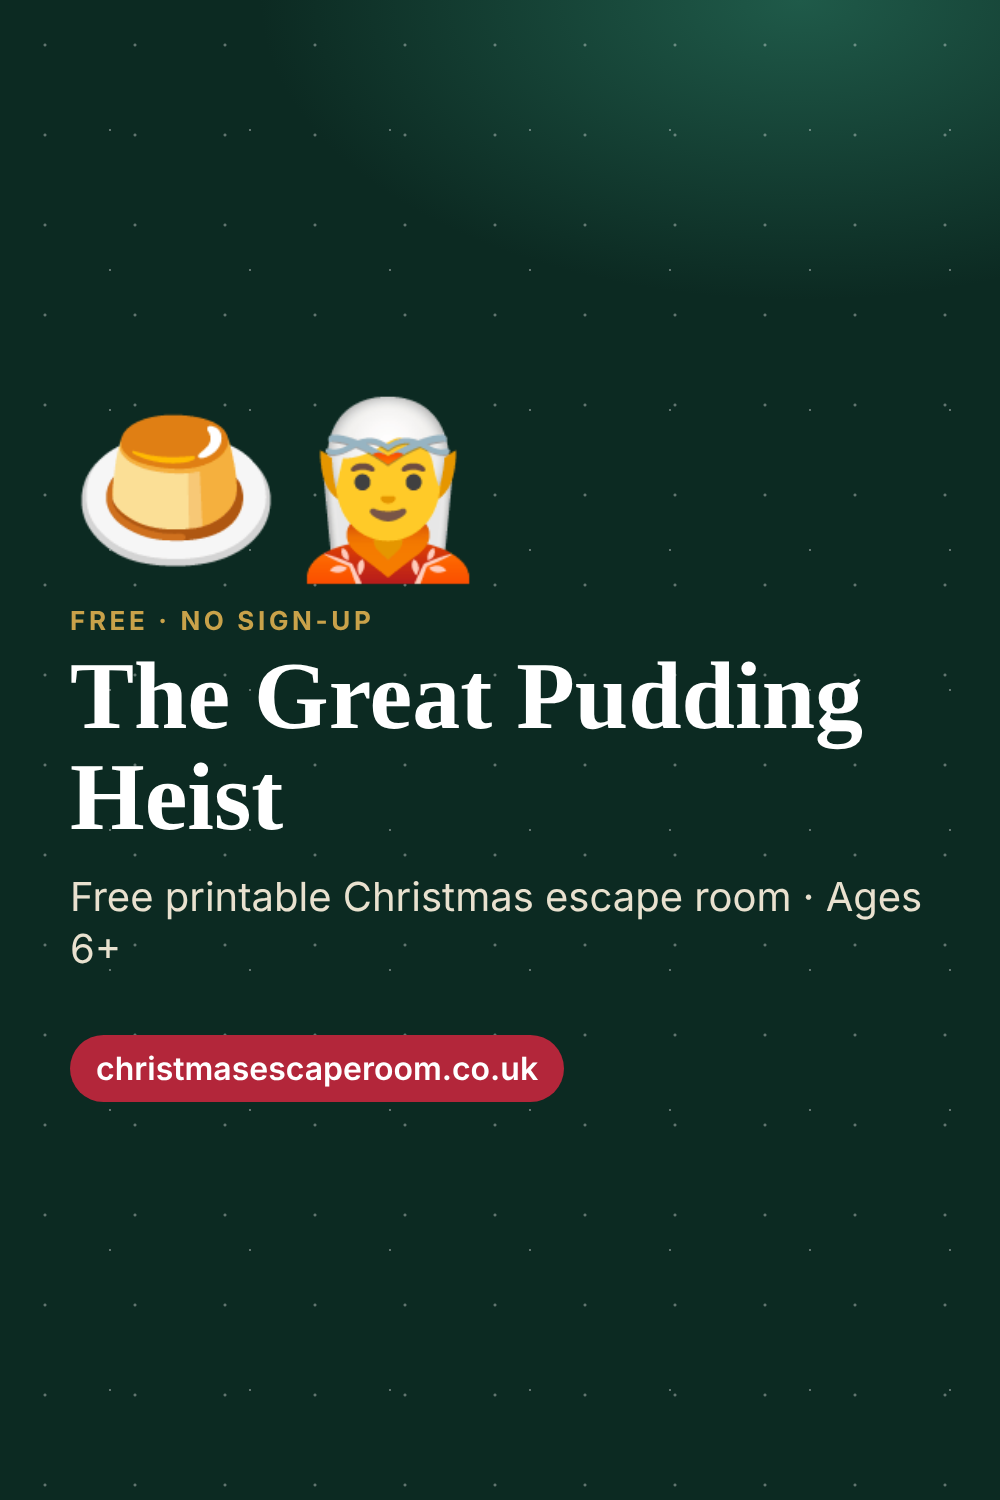 FREE · NO SIGN-UP
The Great Pudding
Heist
Free printable Christmas escape room · Ages
6+
christmasescaperoom.co.uk